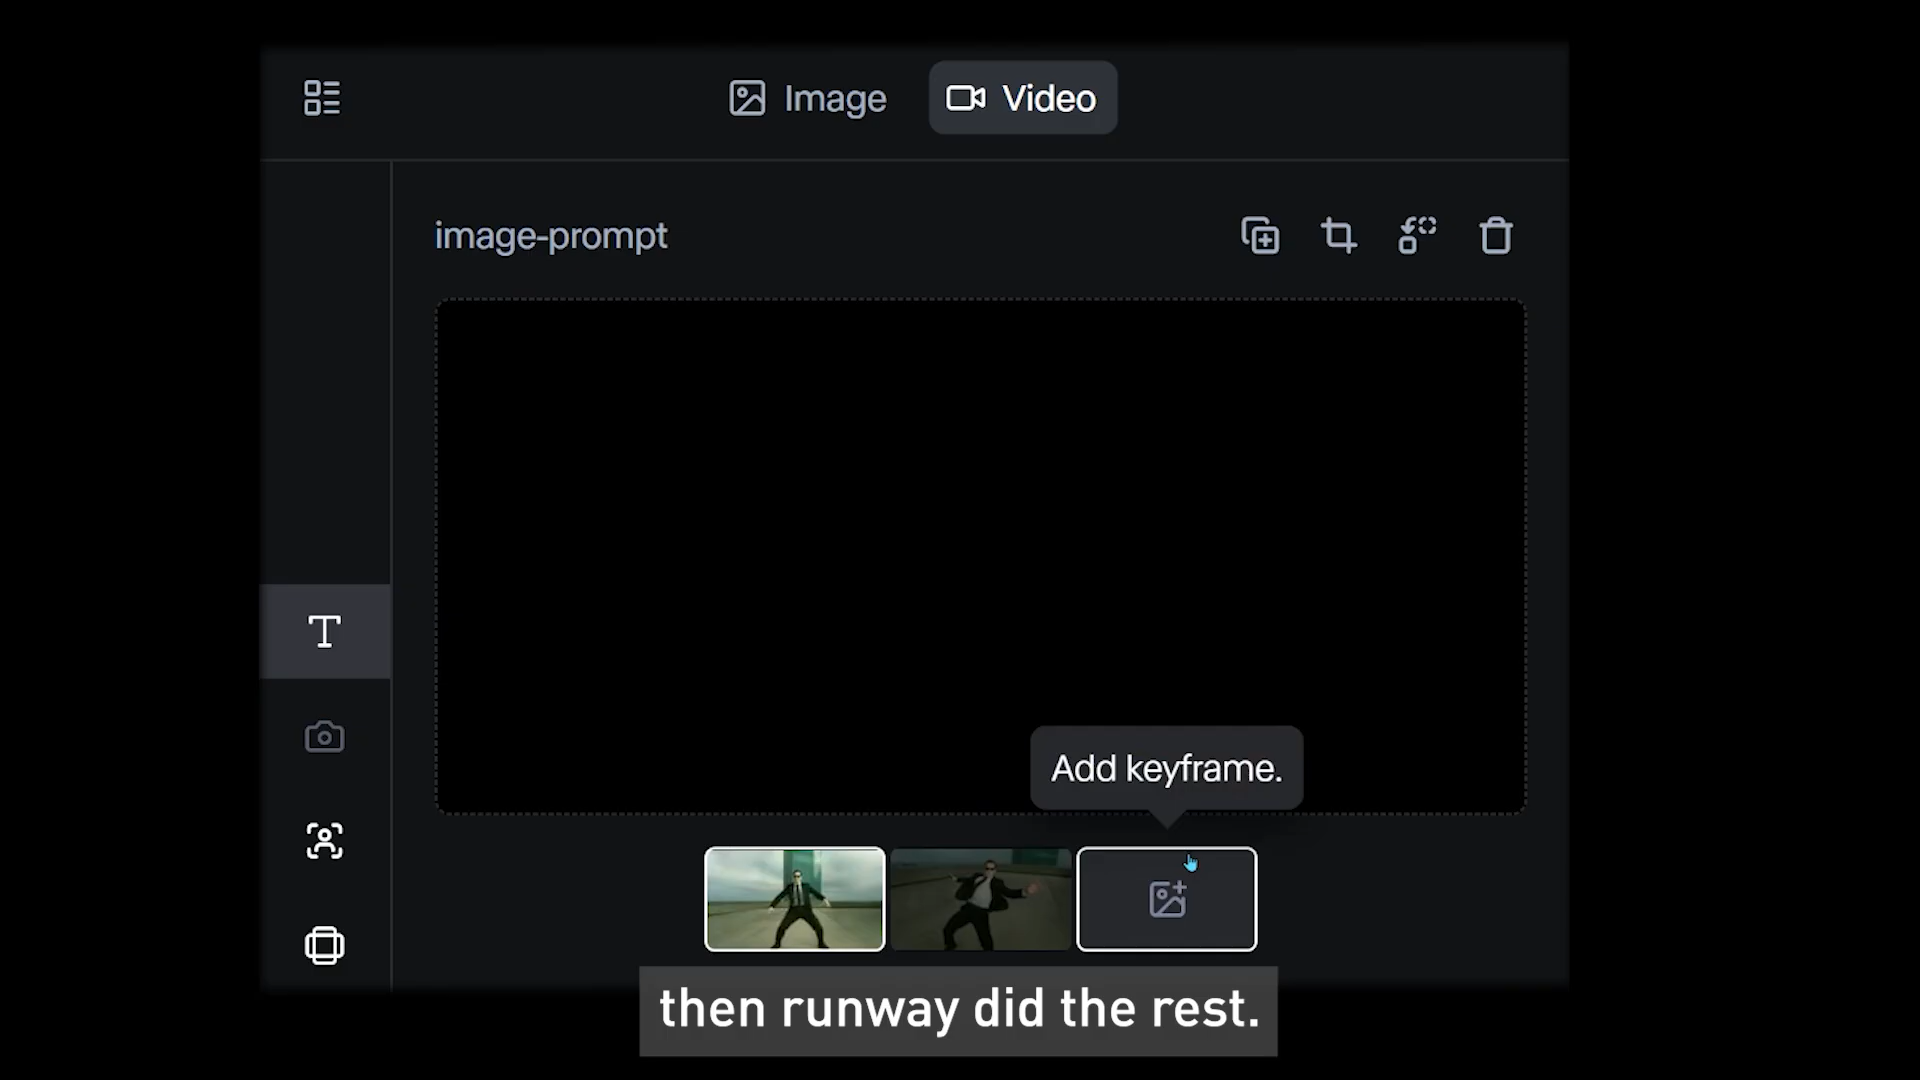 Image
Video
image-prompt
Add keyframe.
then runway did the rest.